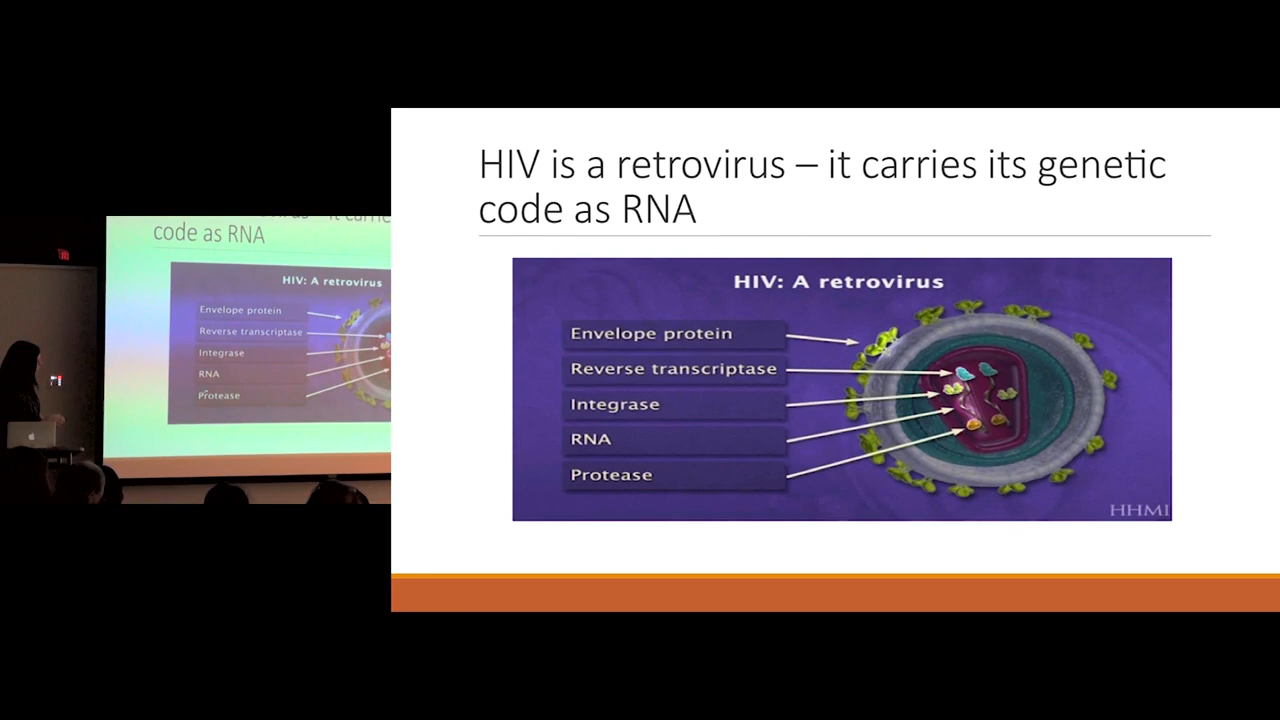 HIV is a retrovirus – it carries its genetic
code as RNA
HIV: A retrovirus
Envelope protein
Reverse transcriptase
Integrase
RNA
Protease
HHMI
code as RNA
HIV: A retrovirus
Envelope protein
Reverse transcriptase
Integrase
RNA
Protease